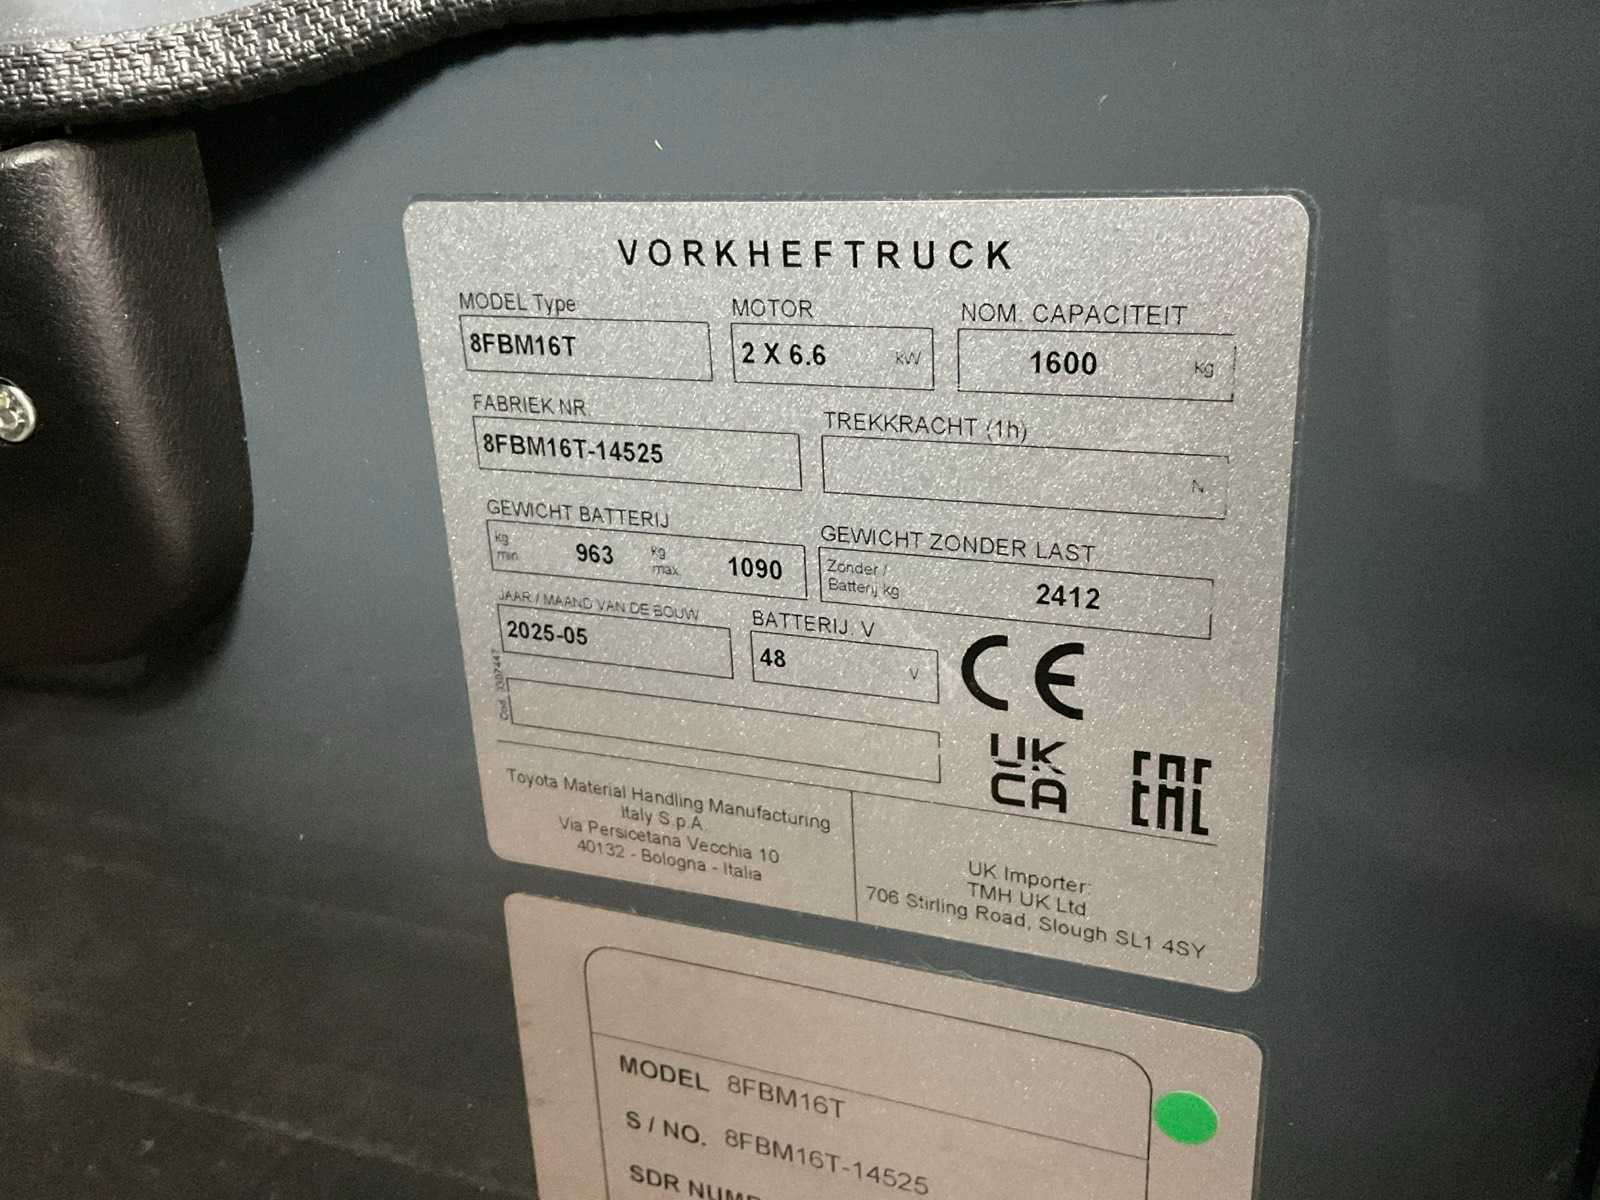 VORKHEFTRUCK
MODEL Type
8FBM16T
MOTOR
2 X 6.6 kW
NOM. CAPACITEIT
1600 kg
FABRIEK NR.
8FBM16T-14525
TREKKRACHT (1h)
N
GEWICHT BATTERIJ
kg min 963 kg max 1090
GEWICHT ZONDER LAST
Zonder /
Batterij kg 2412
JAAR / MAAND VAN DE BOUW
2025-05
BATTERIJ. V
48 V
CE
Cod. 3307447
UK
CA
EAC
Toyota Material Handling Manufacturing
Italy S.p.A.
Via Persicetana Vecchia 10
40132 - Bologna - Italia
UK Importer:
TMH UK Ltd
706 Stirling Road, Slough SL1 4SY
MODEL 8FBM16T
S / NO. 8FBM16T-14525
SDR